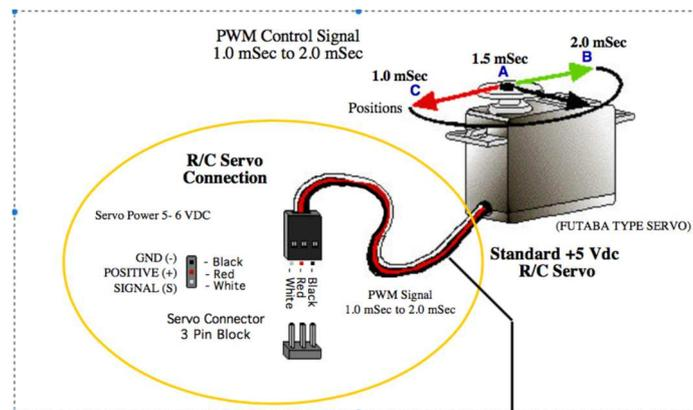 PWM Control Signal
1.0 mSec to 2.0 mSec
2.0 mSec
B
1.5 mSec
A
1.0 mSec
C
Positions
R/C Servo
Connection
Servo Power 5- 6 VDC
GND (-)
- Black
POSITIVE (+)
- Red
SIGNAL (S)
- White
- Black
- Red
- White
Servo Connector
3 Pin Block
PWM Signal
1.0 mSec to 2.0 mSec
(FUTABA TYPE SERVO)
Standard +5 Vdc
R/C Servo